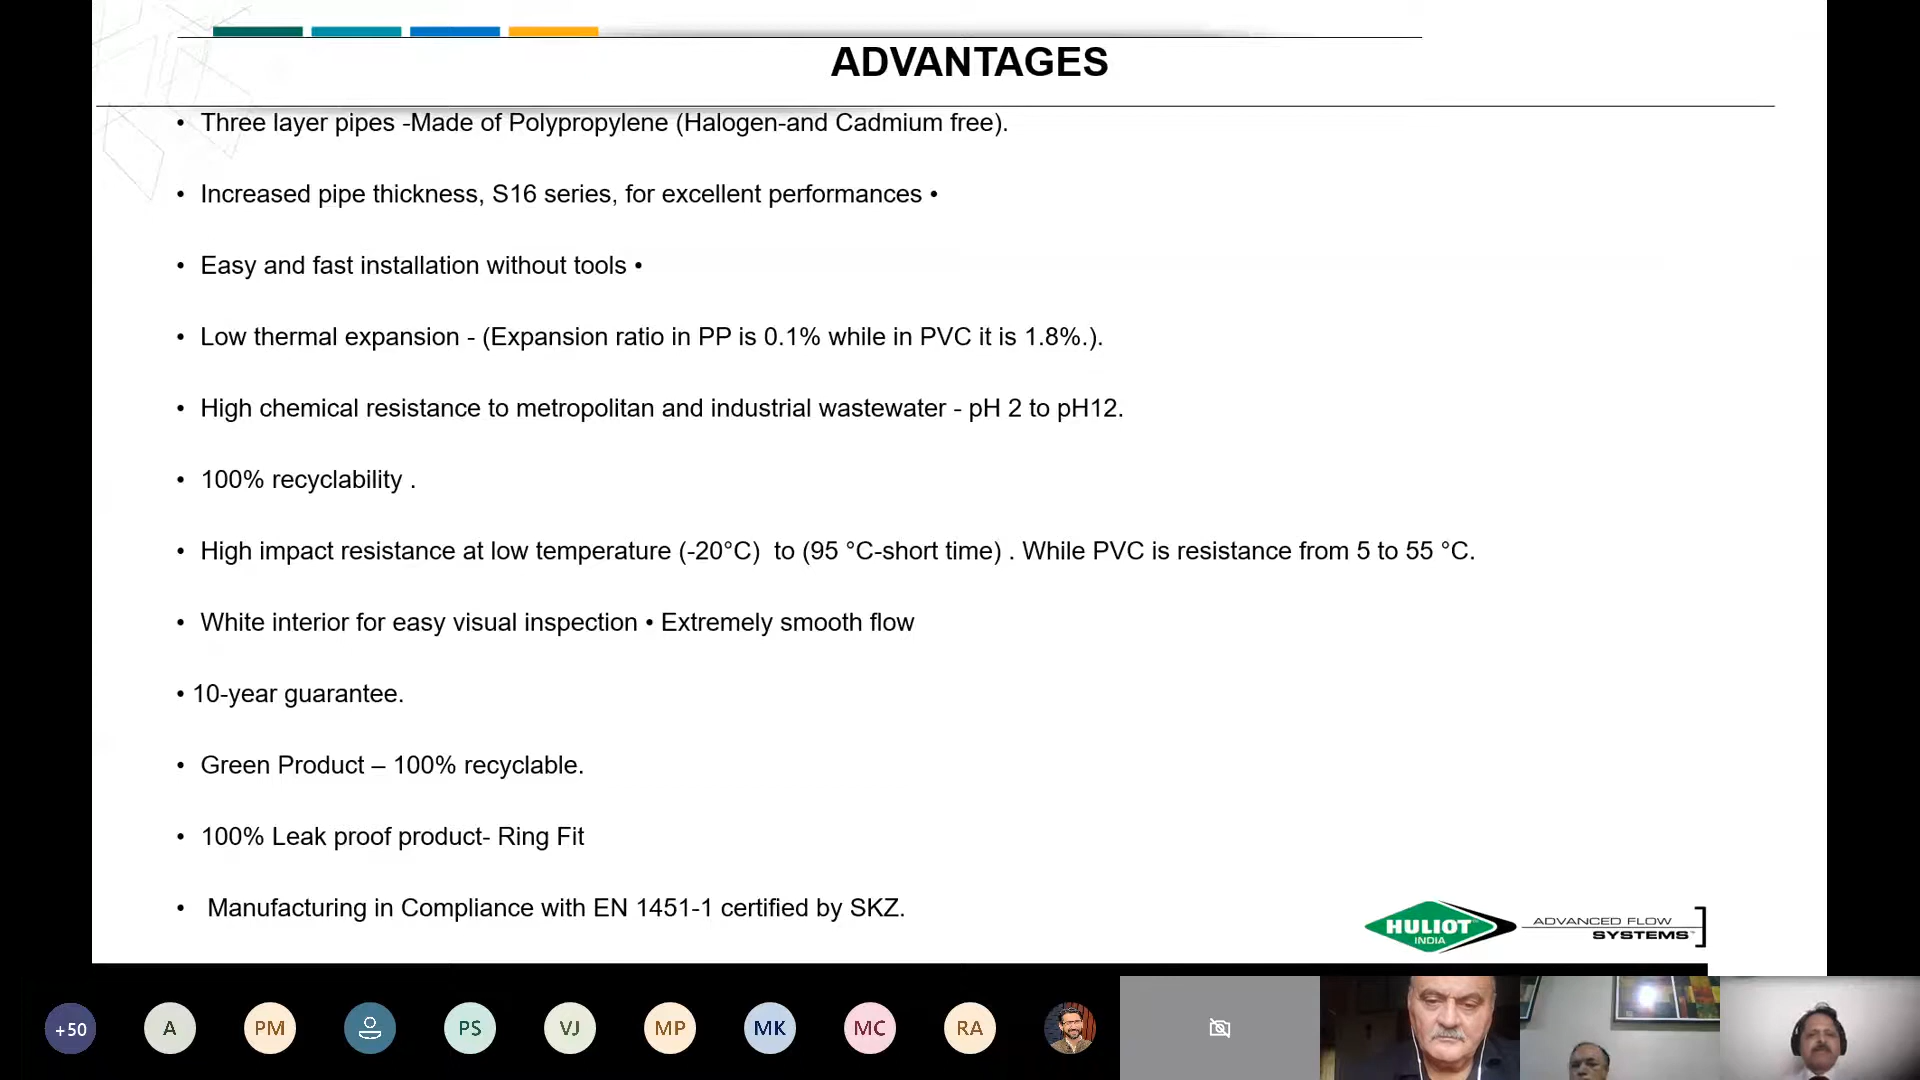 ADVANTAGES
• Three layer pipes -Made of Polypropylene (Halogen-and Cadmium free).
• Increased pipe thickness, S16 series, for excellent performances •
• Easy and fast installation without tools •
• Low thermal expansion - (Expansion ratio in PP is 0.1% while in PVC it is 1.8%.).
• High chemical resistance to metropolitan and industrial wastewater - pH 2 to pH12.
• 100% recyclability .
• High impact resistance at low temperature (-20°C)  to (95 °C-short time) . While PVC is resistance from 5 to 55 °C.
• White interior for easy visual inspection • Extremely smooth flow
• 10-year guarantee.
• Green Product – 100% recyclable.
• 100% Leak proof product- Ring Fit
• Manufacturing in Compliance with EN 1451-1 certified by SKZ.
HULIOT™
INDIA
ADVANCED FLOW
SYSTEMS™
+50 A PM PS VJ MP MK MC RA